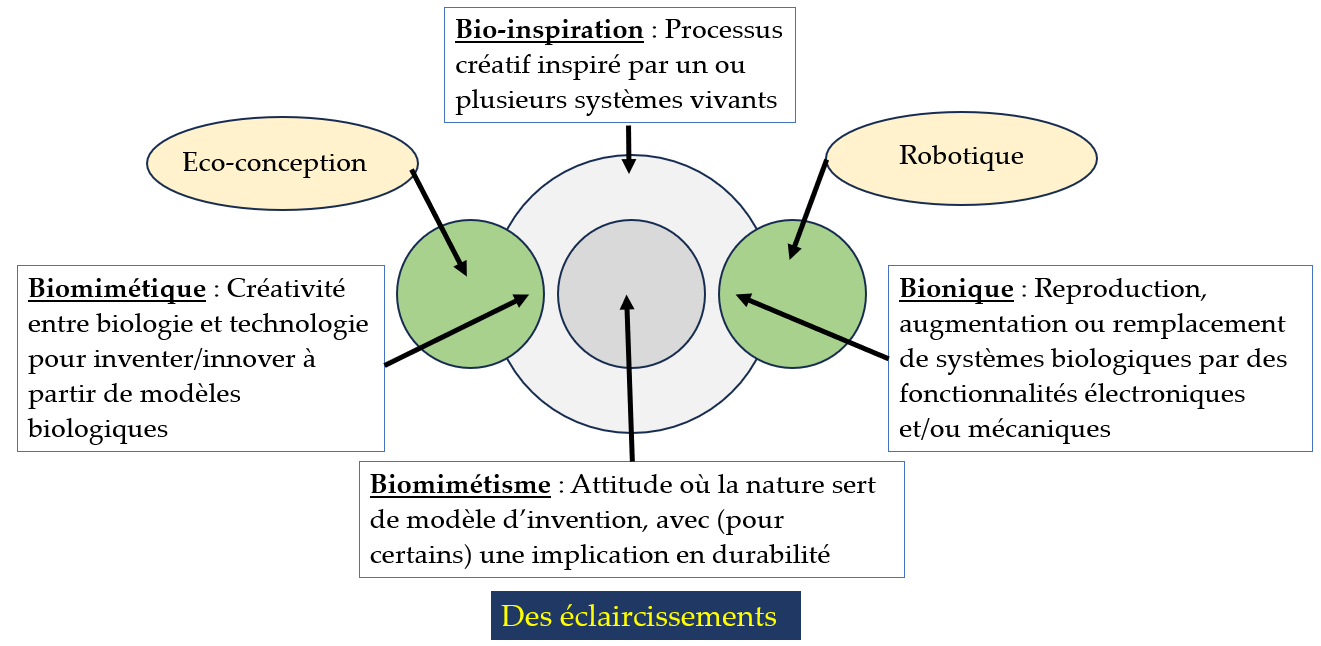 Bio-inspiration : Processus
créatif inspiré par un ou
plusieurs systèmes vivants
Eco-conception
Robotique
Biomimétique : Créativité
entre biologie et technologie
pour inventer/innover à
partir de modèles
biologiques
Bionique : Reproduction,
augmentation ou remplacement
de systèmes biologiques par des
fonctionnalités électroniques
et/ou mécaniques
Biomimétisme : Attitude où la nature sert
de modèle d’invention, avec (pour
certains) une implication en durabilité
Des éclaircissements